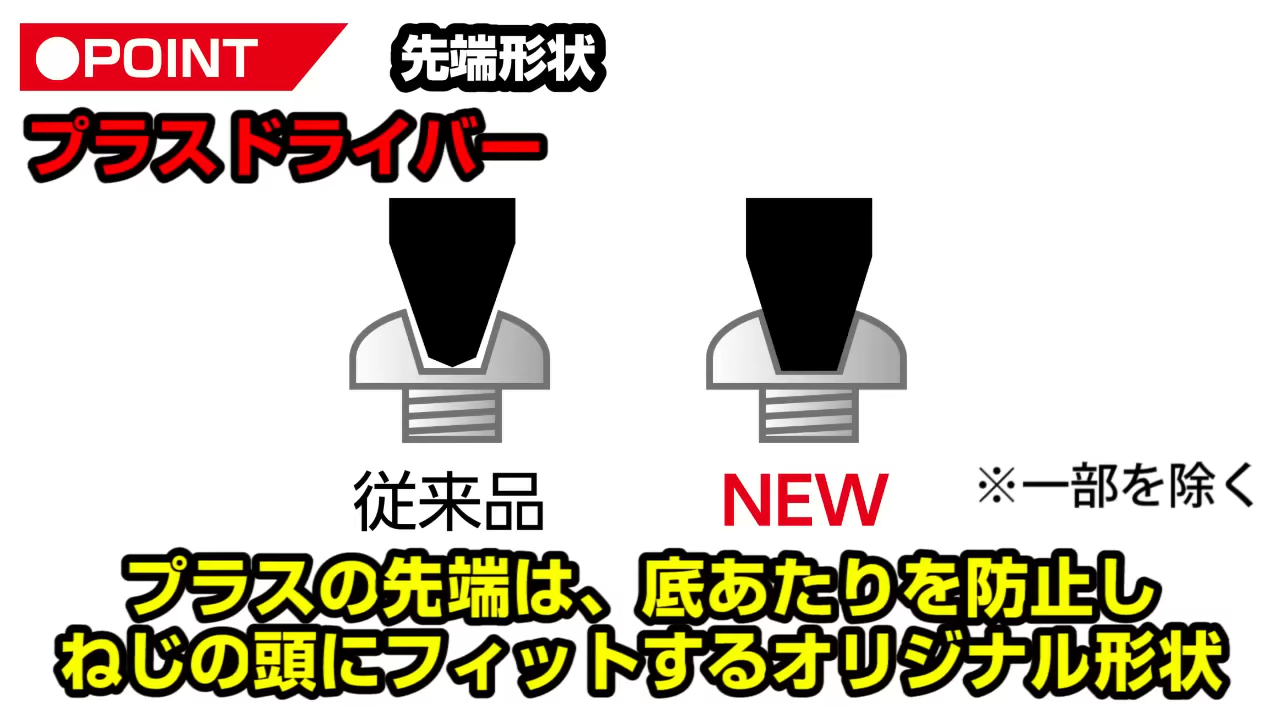 ●POINT 先端形状
プラスドライバー
従来品 NEW ※一部を除く
プラスの先端は、底あたりを防止し
ねじの頭にフィットするオリジナル形状